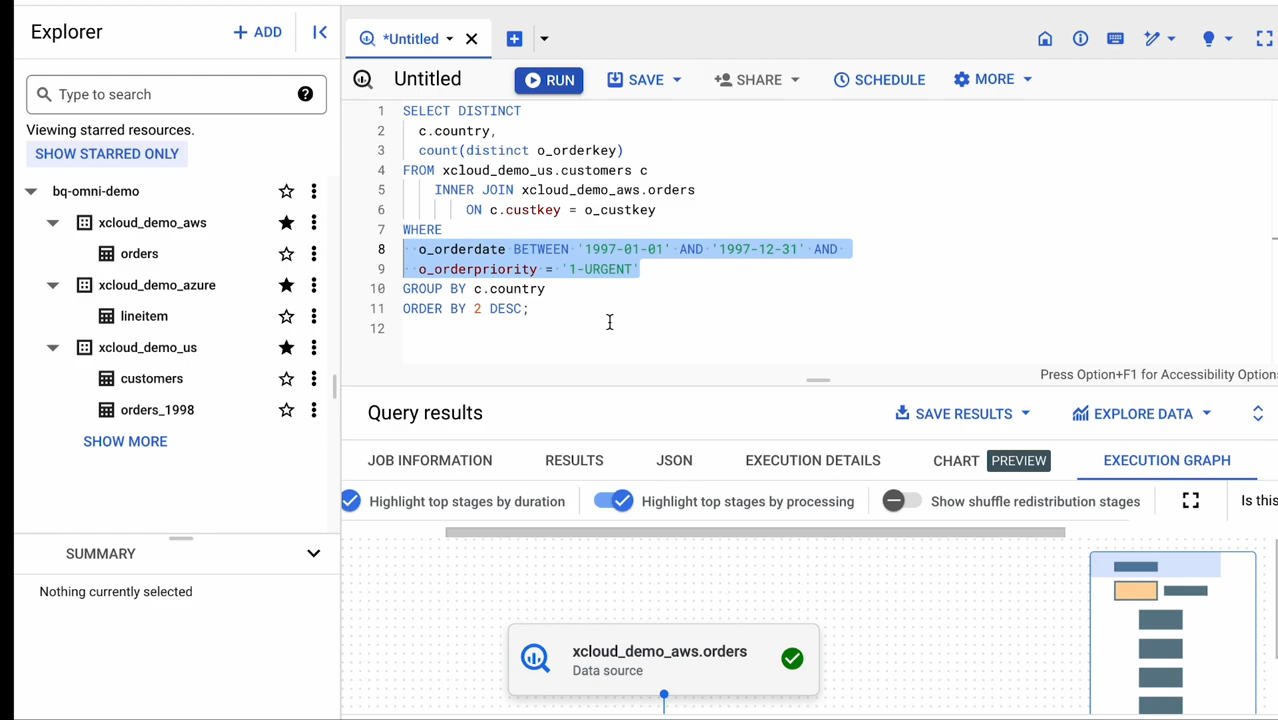 Explorer
+ ADD
Type to search
Viewing starred resources.
SHOW STARRED ONLY
bq-omni-demo
xcloud_demo_aws
orders
xcloud_demo_azure
lineitem
xcloud_demo_us
customers
orders_1998
SHOW MORE
SUMMARY
Nothing currently selected
*Untitled
Untitled
RUN
SAVE
SHARE
SCHEDULE
MORE
1 SELECT DISTINCT
2 c.country,
3 count(distinct o_orderkey)
4 FROM xcloud_demo_us.customers c
5 INNER JOIN xcloud_demo_aws.orders
6 ON c.custkey = o_custkey
7 WHERE
8 o_orderdate BETWEEN '1997-01-01' AND '1997-12-31' AND
9 o_orderpriority = '1-URGENT'
10 GROUP BY c.country
11 ORDER BY 2 DESC;
12
Press Option+F1 for Accessibility Options
Query results
SAVE RESULTS
EXPLORE DATA
JOB INFORMATION
RESULTS
JSON
EXECUTION DETAILS
CHART PREVIEW
EXECUTION GRAPH
Highlight top stages by duration
Highlight top stages by processing
Show shuffle redistribution stages
Is this
xcloud_demo_aws.orders
Data source